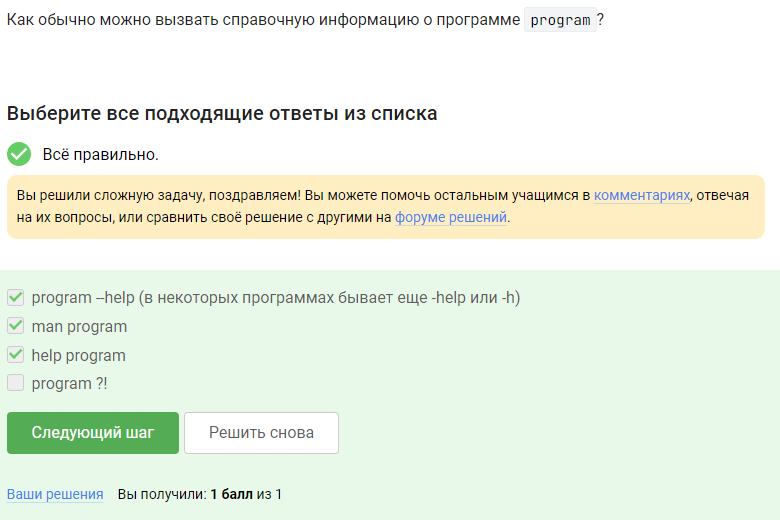 Как обычно можно вызвать справочную информацию о программе program?
Выберите все подходящие ответы из списка
Всё правильно.
Вы решили сложную задачу, поздравляем! Вы можете помочь остальным учащимся в комментариях, отвечая
на их вопросы, или сравнить своё решение с другими на форуме решений.
program --help (в некоторых программах бывает еще -help или -h)
man program
help program
program ?!
Следующий шаг
Решить снова
Ваши решения Вы получили: 1 балл из 1